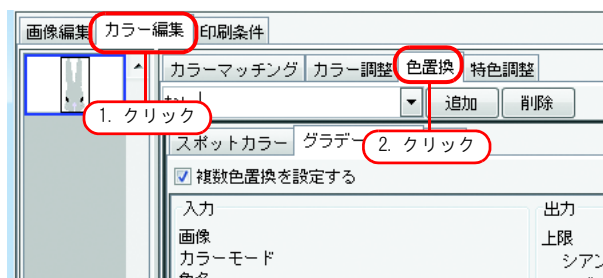 画像編集 カラー編集 印刷条件
カラーマッチング カラー調整 色置換 特色調整
追加 削除
1. クリック
スポットカラー グラデー
2. クリック
複数色置換を設定する
入力 出力
画像 上限
カラーモード シアン